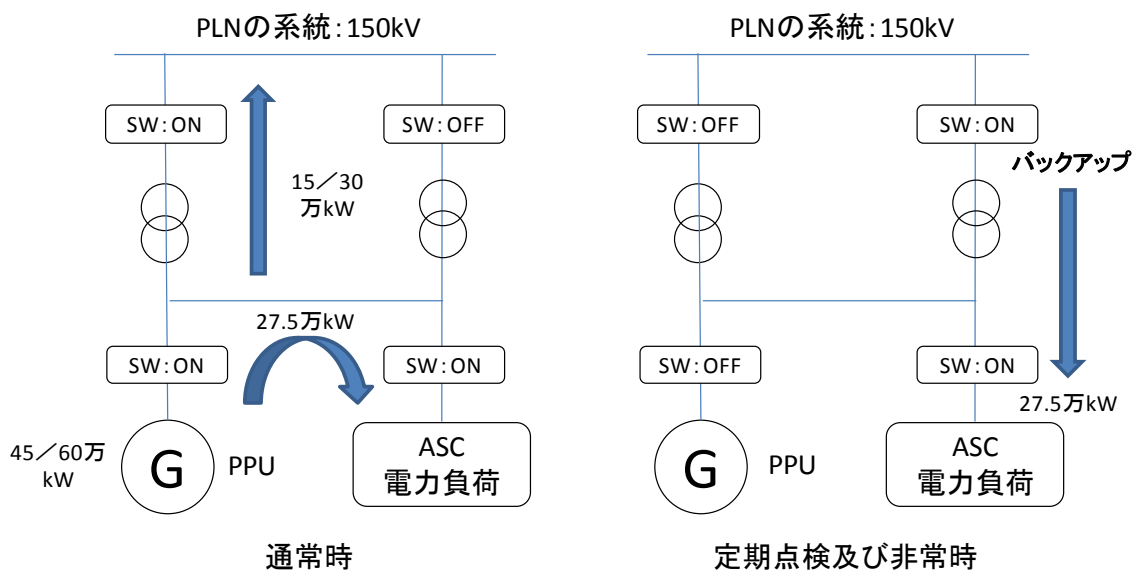 PLNの系統:150kV
SW:ON
SW:OFF
15/30
万kW
27.5万kW
SW:ON
SW:ON
45/60万
kW
G
PPU
ASC
電力負荷
通常時
PLNの系統:150kV
SW:OFF
SW:ON
バックアップ
SW:OFF
SW:ON
27.5万kW
G
PPU
ASC
電力負荷
定期点検及び非常時